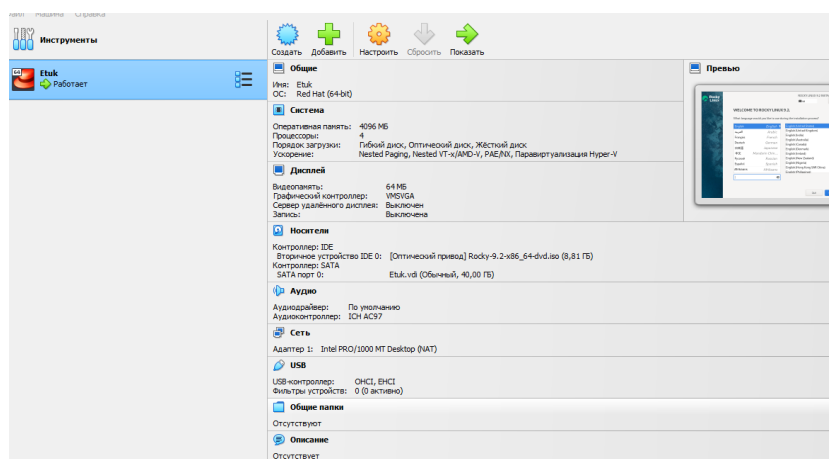 Файл Машина Справка
Инструменты
Создать Добавить Настроить Сбросить Показать
64
Etuk
Работает
Общие
Имя: Etuk
ОС: Red Hat (64-bit)
Система
Оперативная память: 4096 МБ
Процессоры: 4
Порядок загрузки: Гибкий диск, Оптический диск, Жёсткий диск
Ускорение: Nested Paging, Nested VT-x/AMD-V, PAE/NX, Паравиртуализация Hyper-V
Дисплей
Видеопамять: 64 МБ
Графический контроллер: VMSVGA
Сервер удалённого дисплея: Выключен
Запись: Выключена
Носители
Контроллер: IDE
Вторичное устройство IDE 0: [Оптический привод] Rocky-9.2-x86_64-dvd.iso (8,81 ГБ)
Контроллер: SATA
SATA порт 0: Etuk.vdi (Обычный, 40,00 ГБ)
Аудио
Аудиодрайвер: По умолчанию
Аудиоконтроллер: ICH AC97
Сеть
Адаптер 1: Intel PRO/1000 MT Desktop (NAT)
USB
USB-контроллер: OHCI, EHCI
Фильтры устройств: 0 (0 активно)
Общие папки
Отсутствуют
Описание
Отсутствует
Превью
Rocky
Linux
WELCOME TO ROCKY LINUX 9.2.